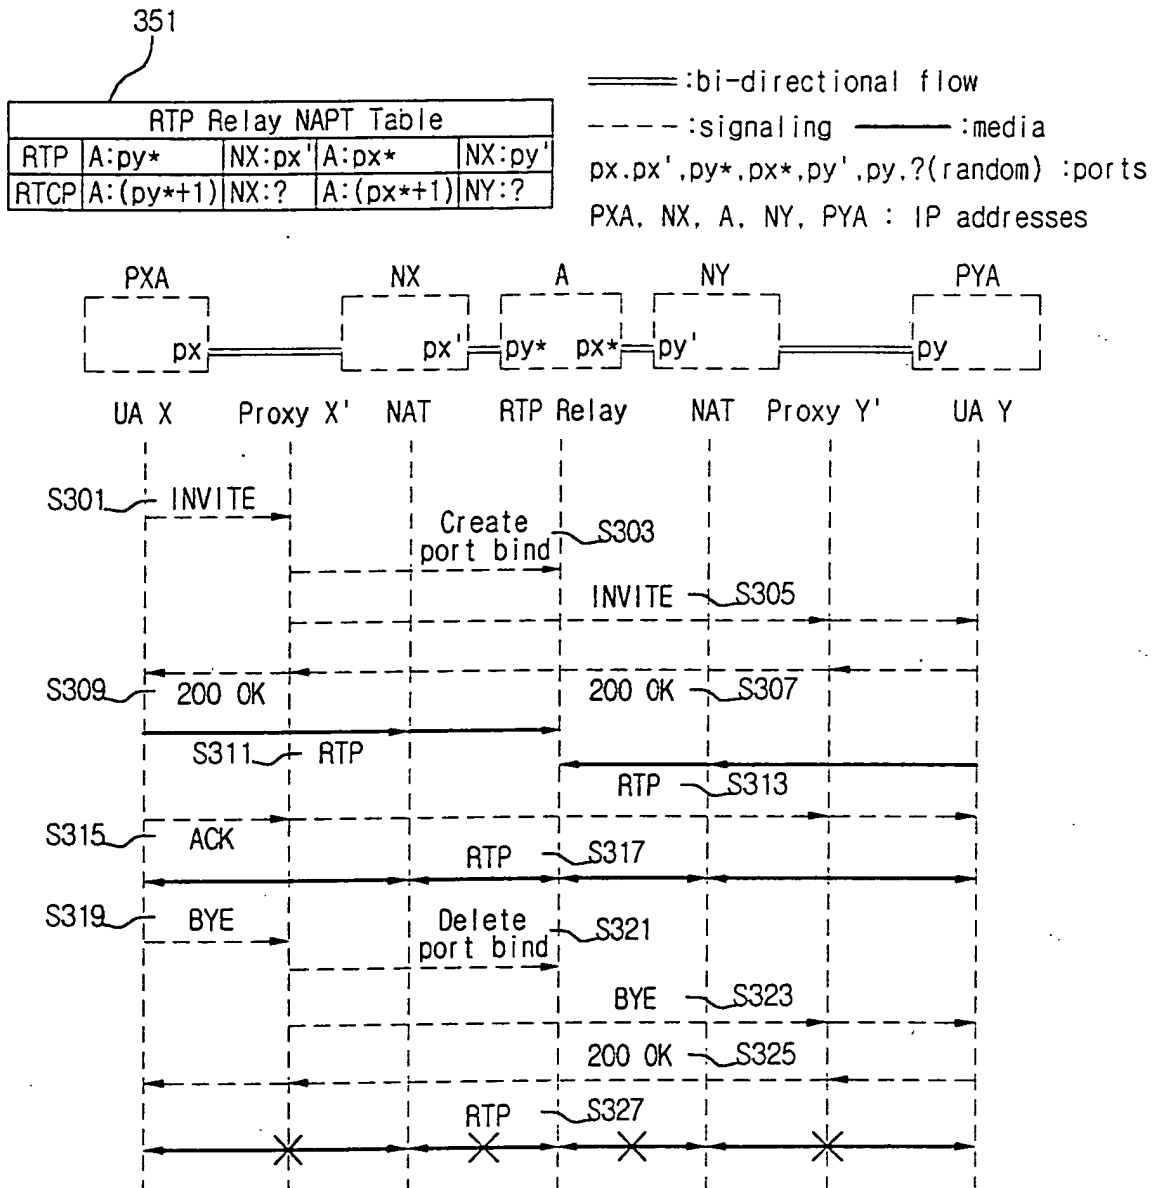 351
RTP Relay NAPT Table
RTP A:py* NX:px' A:px* NX:py'
RTCP A:(py*+1) NX:? A:(px*+1) NY:?
:bi-directional flow
:signaling :media
px.px',py*,px*,py',py,?(random) :ports
PXA, NX, A, NY, PYA : IP addresses
PXA NX A NY PYA
px px' py* px* py' py
UA X Proxy X' NAT RTP Relay NAT Proxy Y' UA Y
S301 INVITE
Create
port bind S303
INVITE S305
S309 200 OK 200 OK S307
S311 RTP
RTP S313
S315 ACK
RTP S317
S319 BYE
Delete
port bind S321
BYE S323
200 OK S325
RTP S327